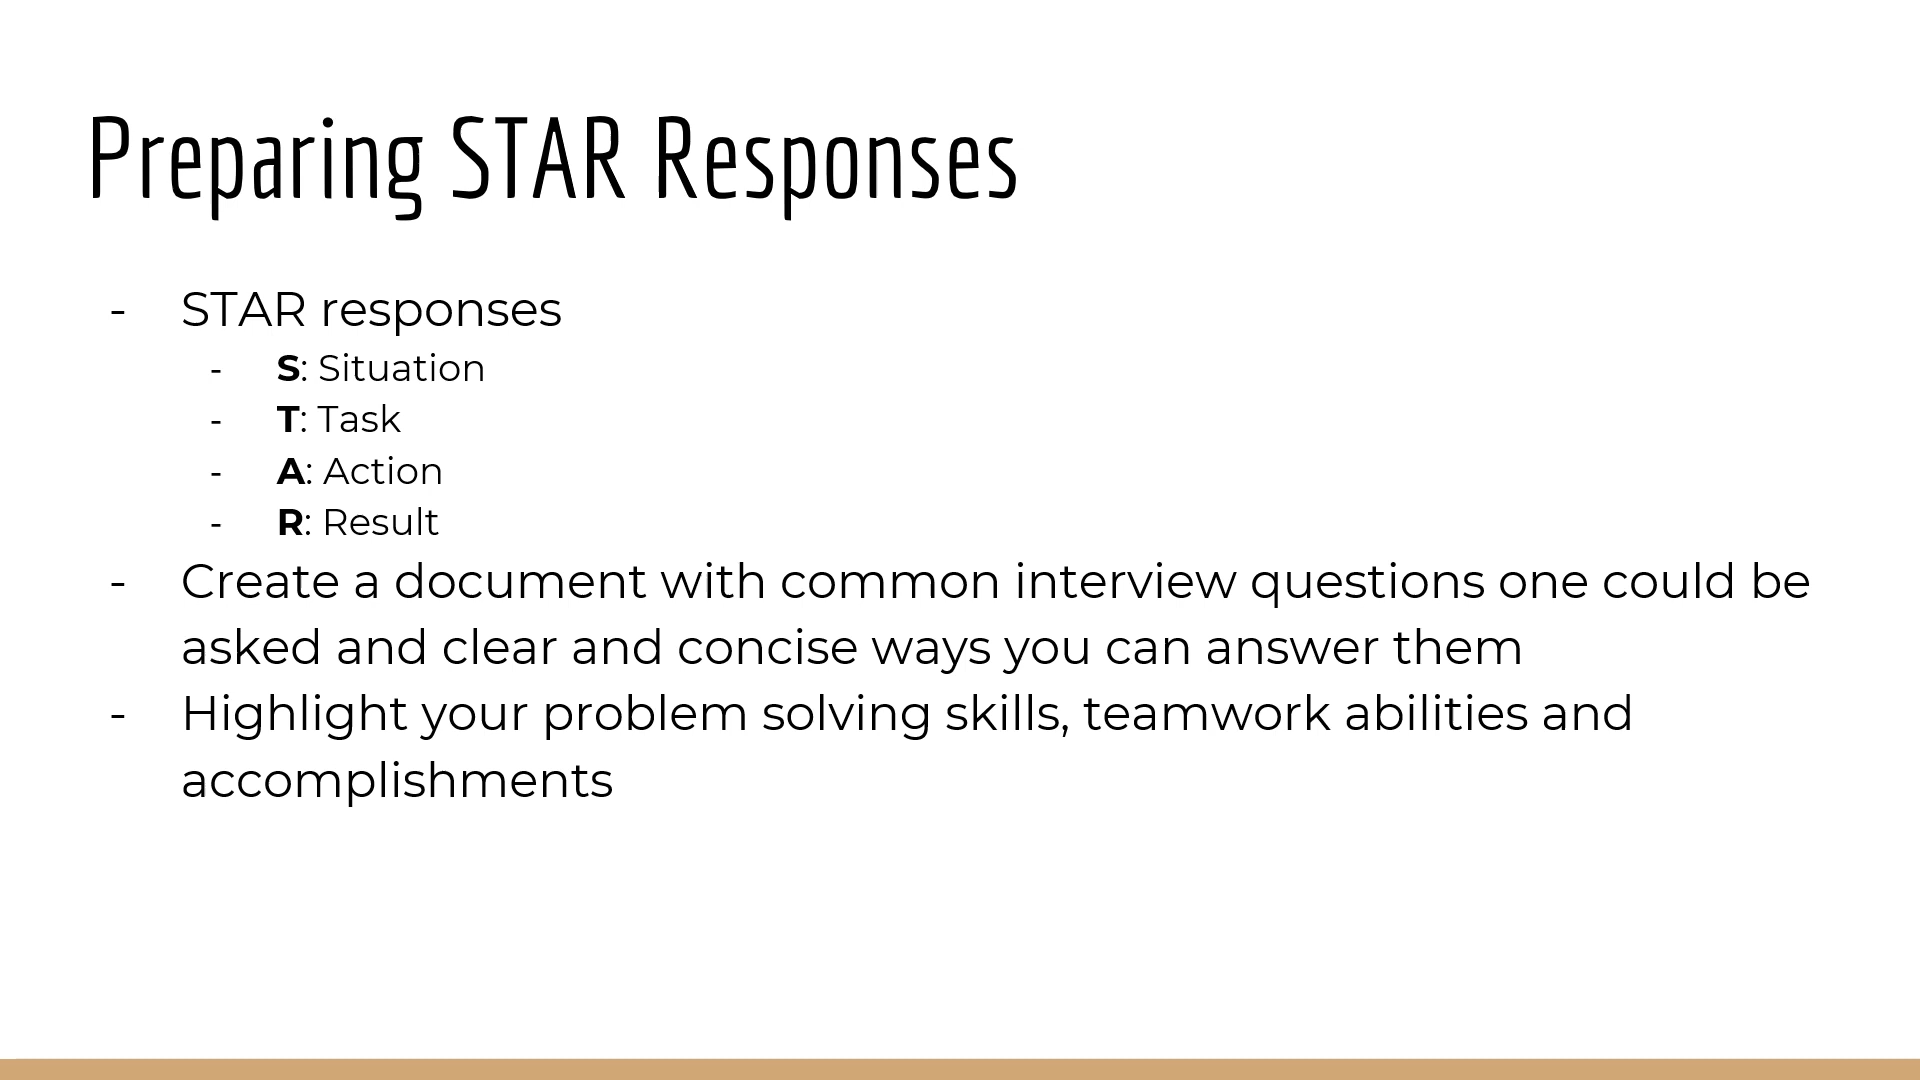 Preparing STAR Responses
- STAR responses
- S: Situation
- T: Task
- A: Action
- R: Result
- Create a document with common interview questions one could be
asked and clear and concise ways you can answer them
- Highlight your problem solving skills, teamwork abilities and
accomplishments